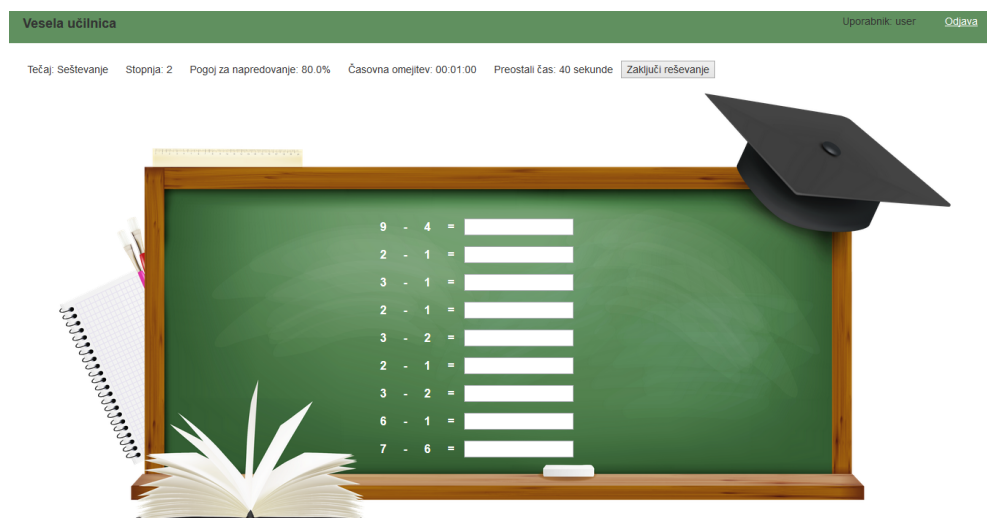 Vesela učilnica Uporabnik: user Odjava
Tečaj: Seštevanje Stopnja: 2 Pogoj za napredovanje: 80.0% Časovna omejitev: 00:01:00 Preostali čas: 40 sekunde Zaključi reševanje
9 - 4 =
2 - 1 =
3 - 1 =
2 - 1 =
3 - 2 =
2 - 1 =
3 - 2 =
6 - 1 =
7 - 6 =